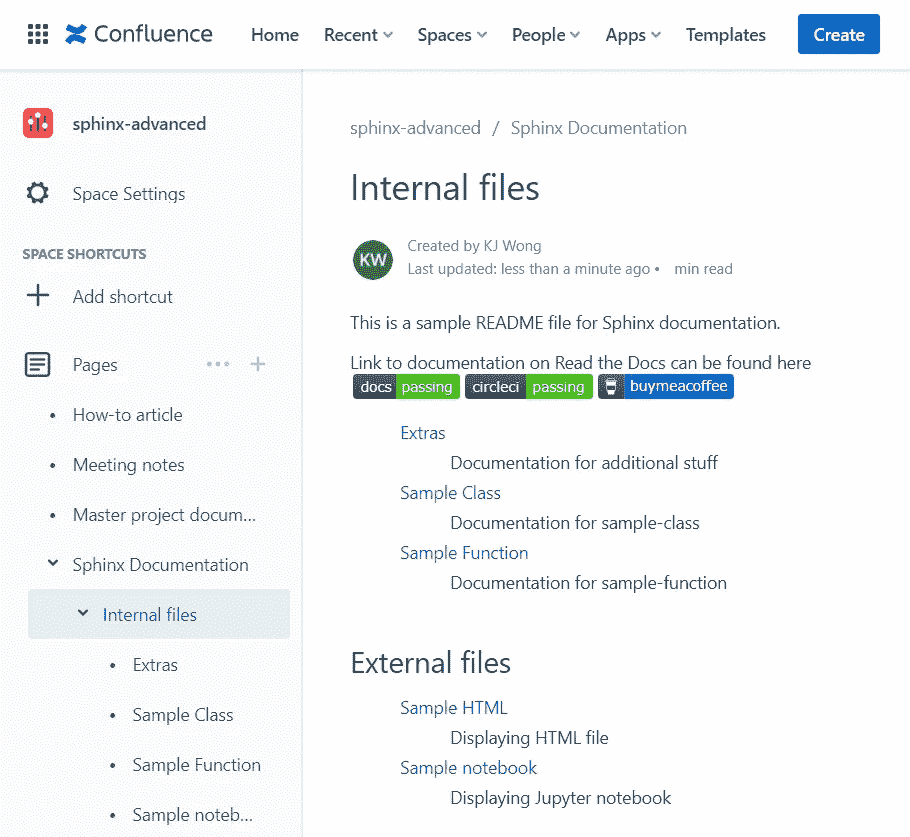 Confluence Home Recent Spaces People Apps Templates Create
sphinx-advanced
Space Settings
SPACE SHORTCUTS
Add shortcut
Pages
How-to article
Meeting notes
Master project docum...
Sphinx Documentation
Internal files
Extras
Sample Class
Sample Function
Sample noteb...
sphinx-advanced / Sphinx Documentation
Internal files
KW
Created by KJ Wong
Last updated: less than a minute ago • min read
This is a sample README file for Sphinx documentation.
Link to documentation on Read the Docs can be found here
docs passing circleci passing buymeacoffee
Extras
Documentation for additional stuff
Sample Class
Documentation for sample-class
Sample Function
Documentation for sample-function
External files
Sample HTML
Displaying HTML file
Sample notebook
Displaying Jupyter notebook